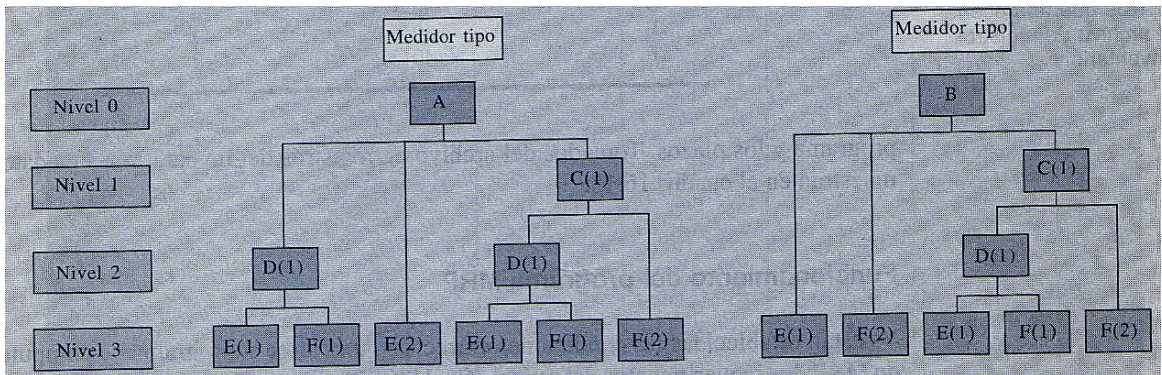 Medidor tipo
Medidor tipo
Nivel 0
A
B
Nivel 1
C(1)
C(1)
Nivel 2
D(1)
D(1)
D(1)
Nivel 3
E(1)
F(1)
E(2)
E(1)
F(1)
F(2)
E(1)
F(2)
E(1)
F(1)
F(2)